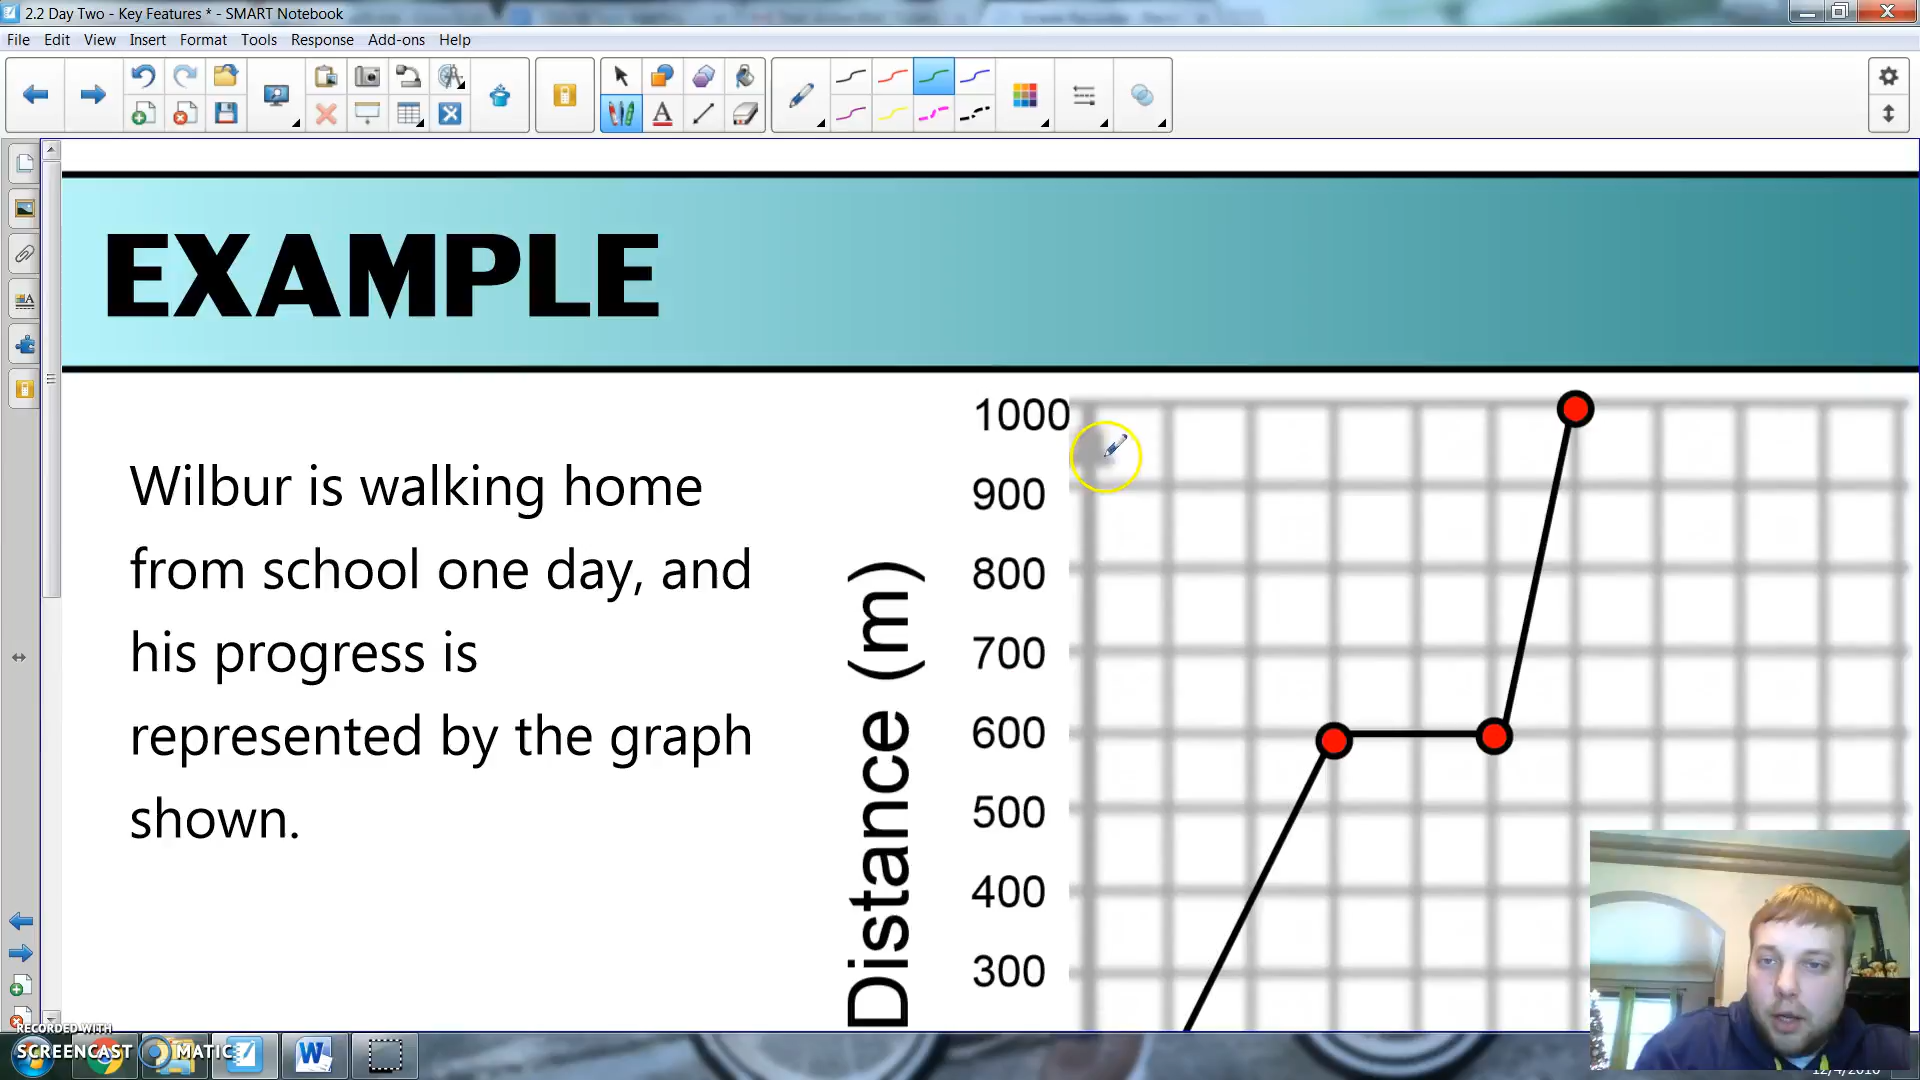 2.2 Day Two - Key Features * - SMART Notebook
File Edit View Insert Format Tools Response Add-ons Help
EXAMPLE
Wilbur is walking home
from school one day, and
his progress is
represented by the graph
shown.
Distance (m)
1000
900
800
700
600
500
400
300
RECORDED WITH
SCREENCAST MATIC